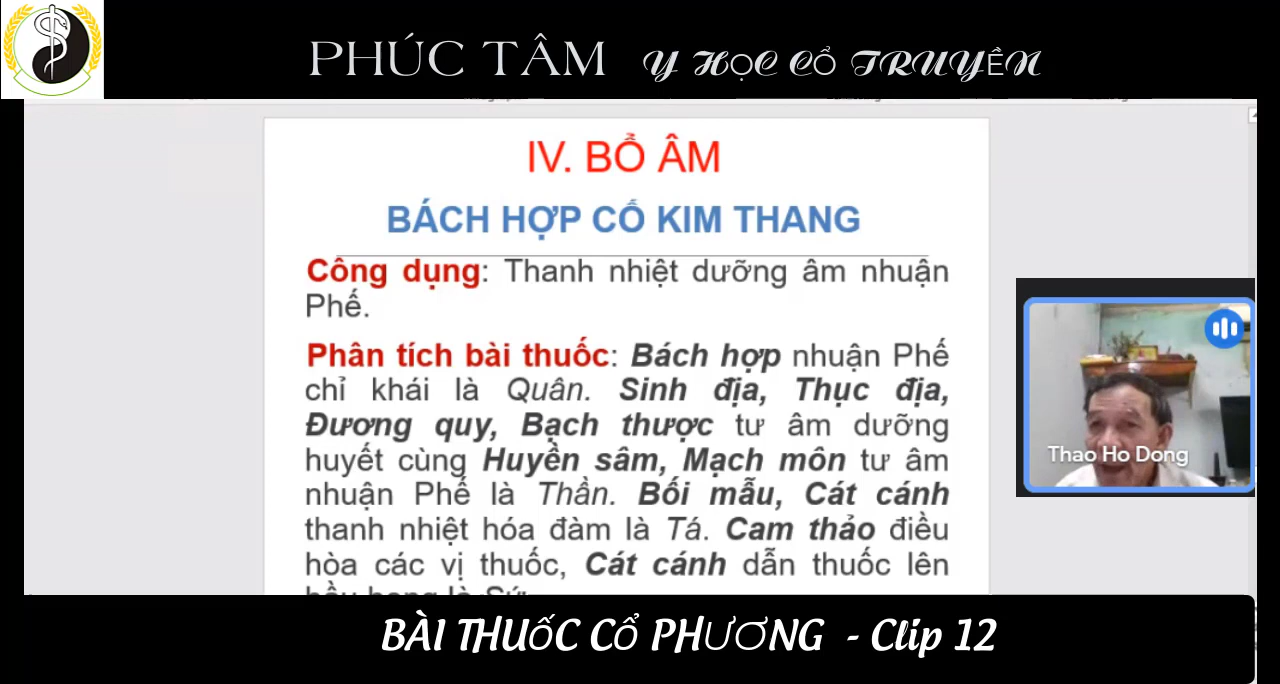 PHÚC TÂM Y HỌC CỔ TRUYỀN
IV. BỔ ÂM
BÁCH HỢP CỐ KIM THANG
Công dụng: Thanh nhiệt dưỡng âm nhuận
Phế.
Phân tích bài thuốc: Bách hợp nhuận Phế
chỉ khái là Quân. Sinh địa, Thục địa,
Đương quy, Bạch thược tư âm dưỡng
huyết cùng Huyền sâm, Mạch môn tư âm
nhuận Phế là Thần. Bối mẫu, Cát cánh
thanh nhiệt hóa đàm là Tá. Cam thảo điều
hòa các vị thuốc, Cát cánh dẫn thuốc lên
Thao Ho Dong
BÀI THUỐC CỔ PHƯƠNG - Clip 12